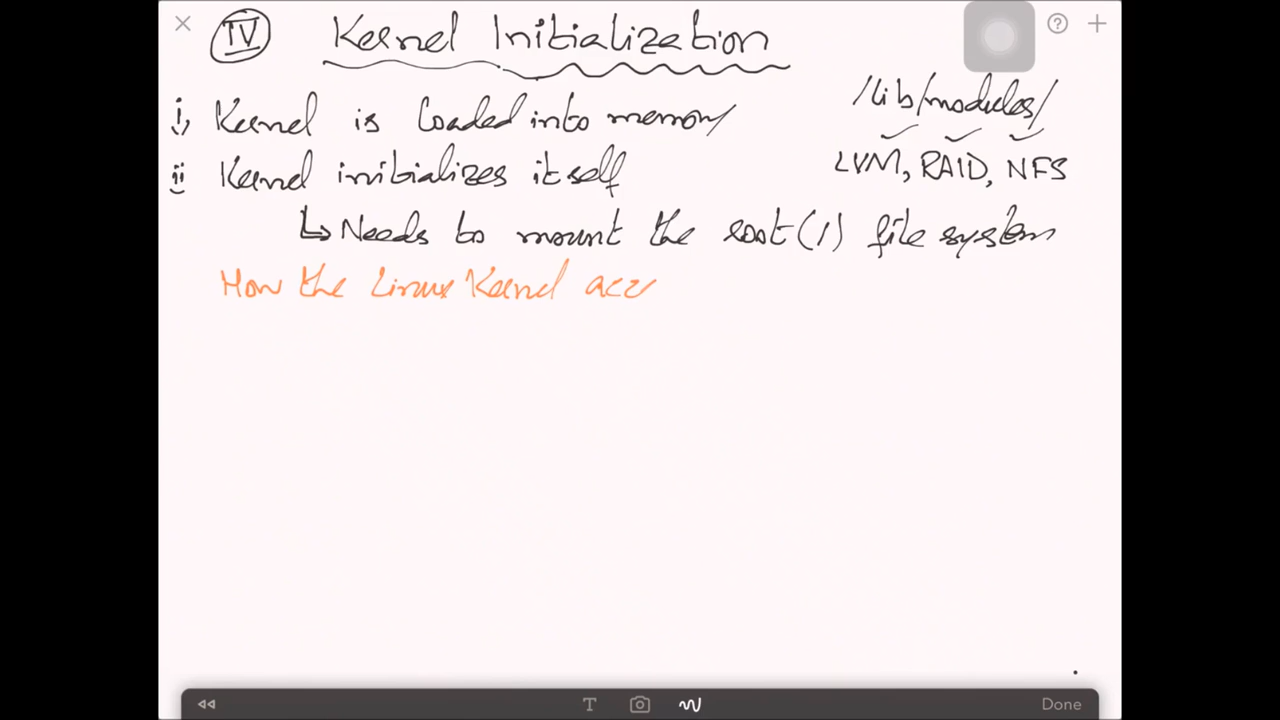 IV Kernel Initialization
/lib/modules/
i, Kernel is loaded into memory
ii Kernel initializes itself
LVM, RAID, NFS
↳ Needs to mount the root(/) file system
How the Linux Kernel acc
T
Done